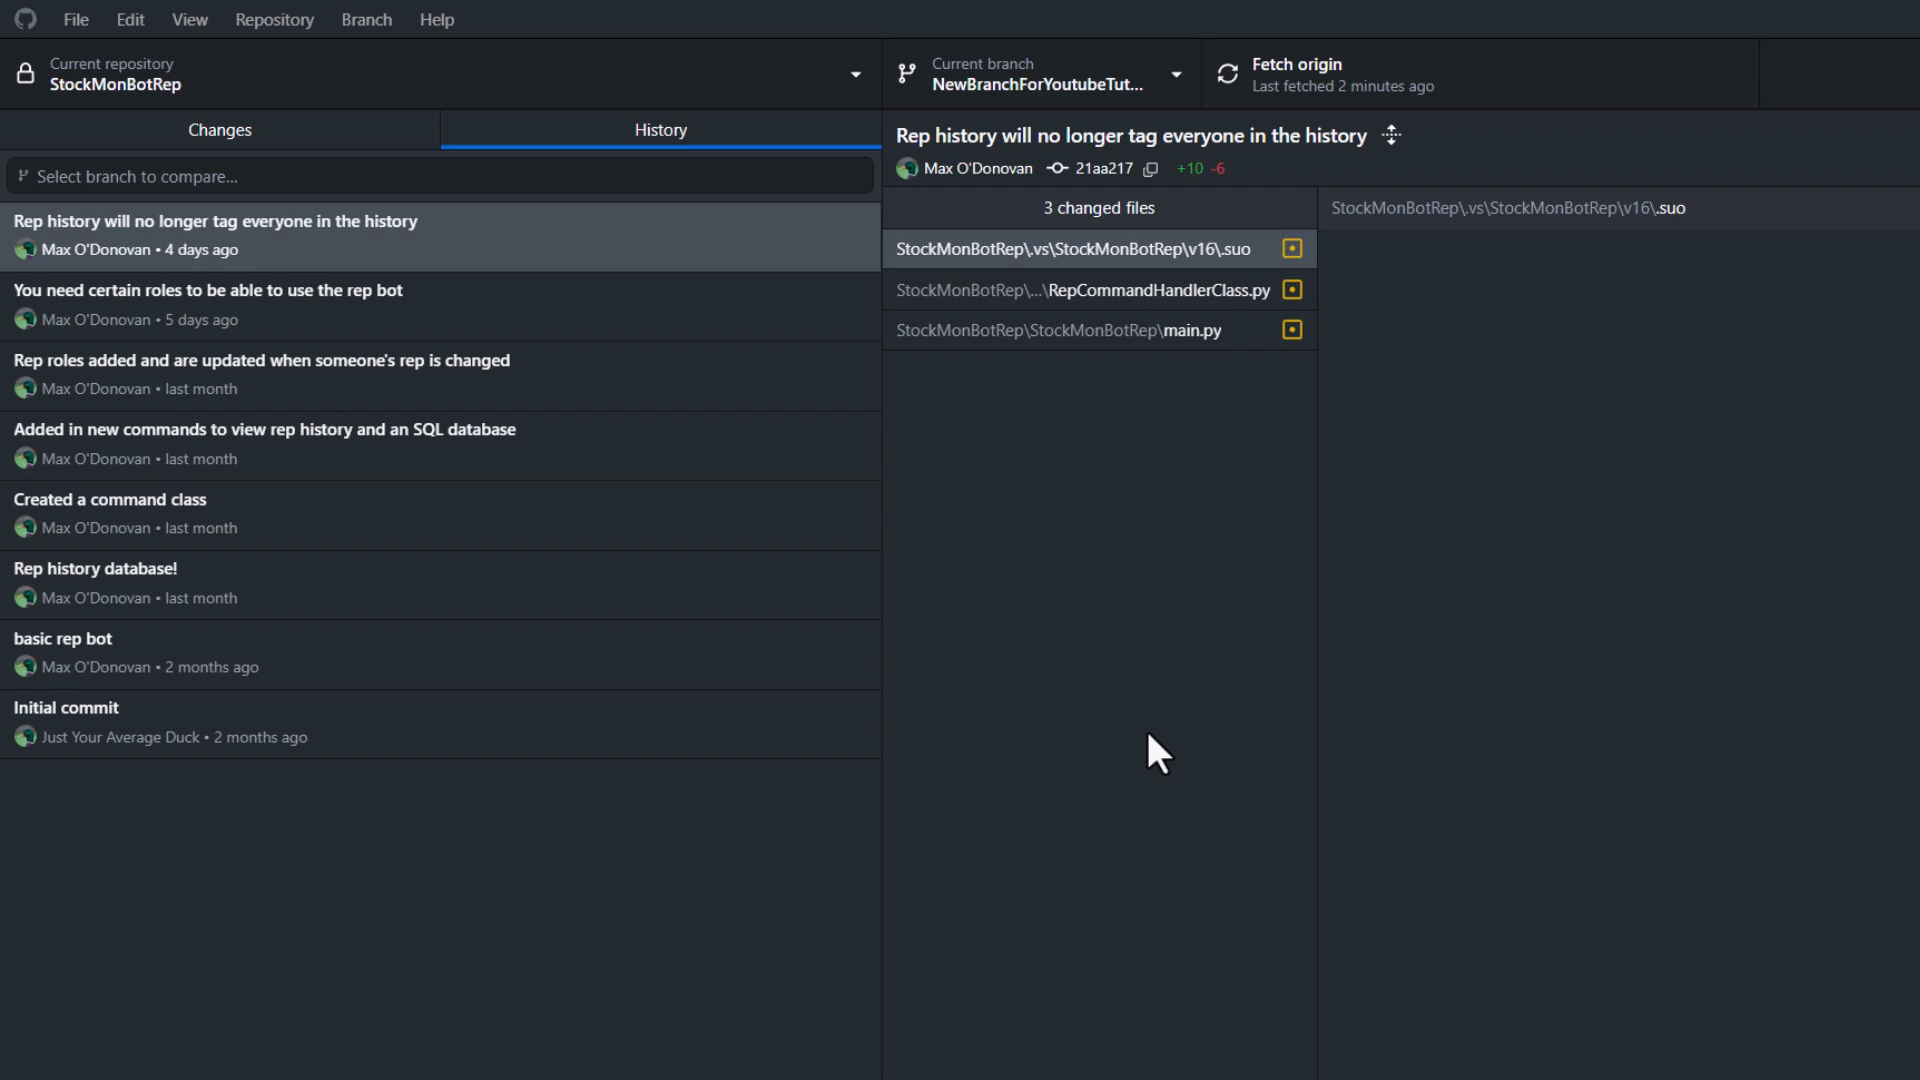 File Edit View Repository Branch Help
Current repository
StockMonBotRep
Current branch
NewBranchForYoutubeTut...
Fetch origin
Last fetched 2 minutes ago
Changes
History
Select branch to compare...
Rep history will no longer tag everyone in the history
Max O'Donovan • 4 days ago
You need certain roles to be able to use the rep bot
Max O'Donovan • 5 days ago
Rep roles added and are updated when someone's rep is changed
Max O'Donovan • last month
Added in new commands to view rep history and an SQL database
Max O'Donovan • last month
Created a command class
Max O'Donovan • last month
Rep history database!
Max O'Donovan • last month
basic rep bot
Max O'Donovan • 2 months ago
Initial commit
Just Your Average Duck • 2 months ago
Rep history will no longer tag everyone in the history
Max O'Donovan 21aa217 +10 -6
3 changed files
StockMonBotRep\.vs\StockMonBotRep\v16\.suo
StockMonBotRep\...\RepCommandHandlerClass.py
StockMonBotRep\StockMonBotRep\main.py
StockMonBotRep\.vs\StockMonBotRep\v16\.suo